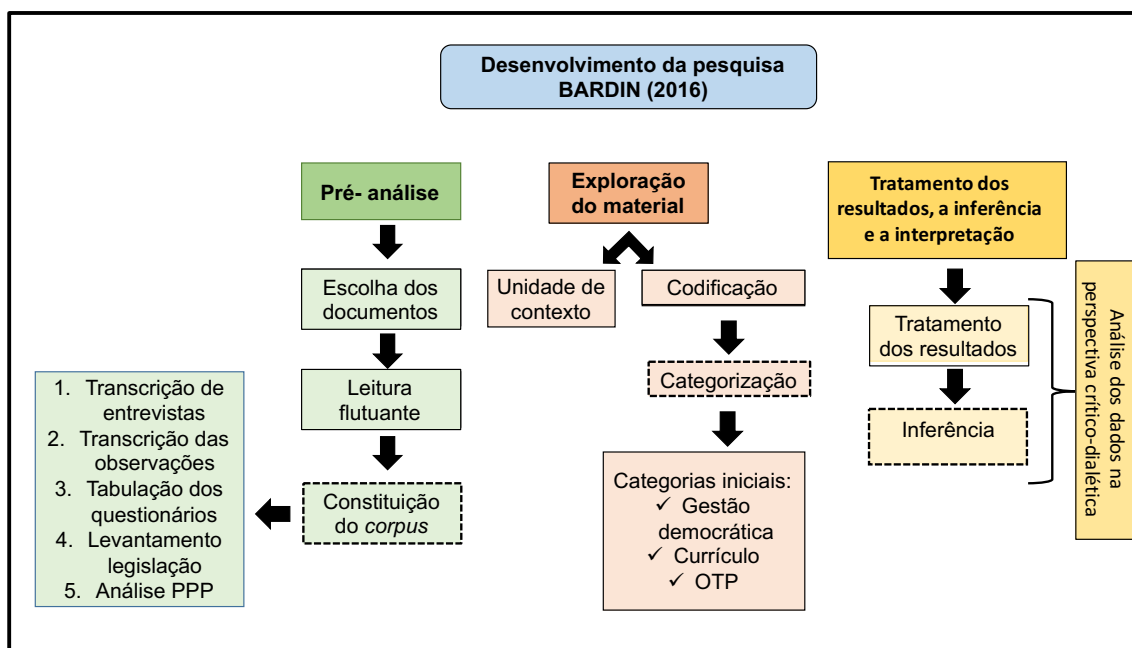 Desenvolvimento da pesquisa
BARDIN (2016)
Pré- análise
Escolha dos
documentos
Leitura
flutuante
Constituição
do corpus
1. Transcrição de
entrevistas
2. Transcrição das
observações
3. Tabulação dos
questionários
4. Levantamento
legislação
5. Análise PPP
Exploração
do material
Unidade de
contexto
Codificação
Categorização
Categorias iniciais:
✓ Gestão
democrática
✓ Currículo
✓ OTP
Tratamento dos
resultados, a inferência
e a interpretação
Tratamento
dos resultados
Inferência
Análise dos dados na
perspectiva crítico-dialética